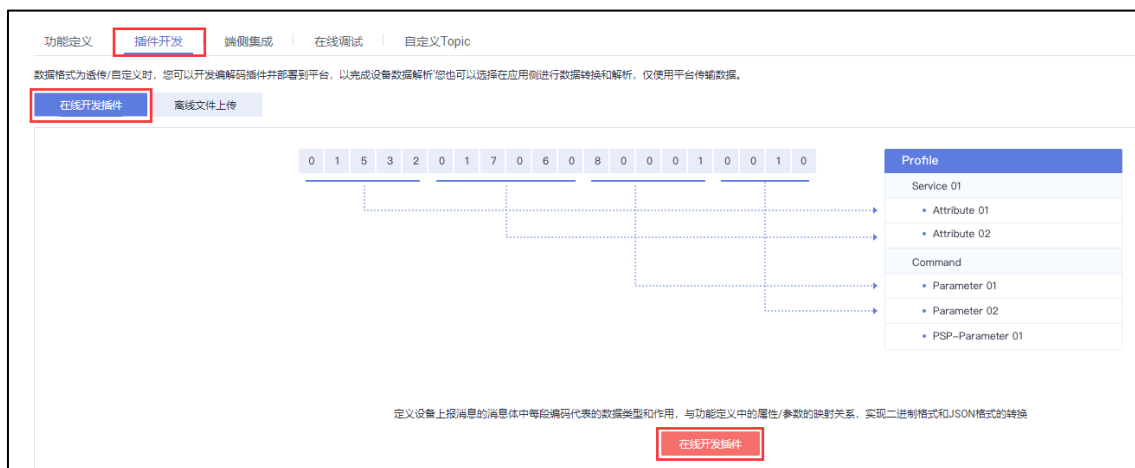 功能定义 插件开发 端侧集成 在线调试 自定义Topic
数据格式为透传/自定义时，您可以开发编解码插件并部署到平台，以完成设备数据解析'您也可以选择在应用侧进行数据转换和解析，仅使用平台传输数据。
在线开发插件 离线文件上传
0 1 5 3 2 0 1 7 0 6 0 8 0 0 0 1 0 0 1 0
Profile
Service 01
• Attribute 01
• Attribute 02
Command
• Parameter 01
• Parameter 02
• PSP-Parameter 01
定义设备上报消息的消息体中每段编码代表的数据类型和作用，与功能定义中的属性/参数的映射关系，实现二进制格式和JSON格式的转换
在线开发插件